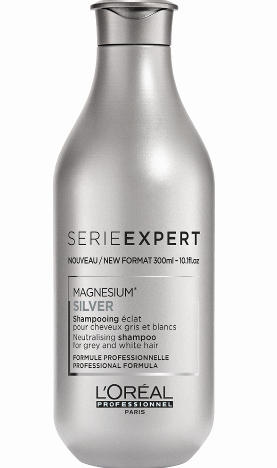 SERIEEXPERT
NOUVEAU / NEW FORMAT 300ml - 10.1fl.oz
MAGNESIUM*
SILVER
Shampooing éclat
pour cheveux gris et blancs
Neutralising shampoo
for grey and white hair
FORMULE PROFESSIONNELLE
PROFESSIONAL FORMULA
L'ORÉAL
PROFESSIONNEL
PARIS